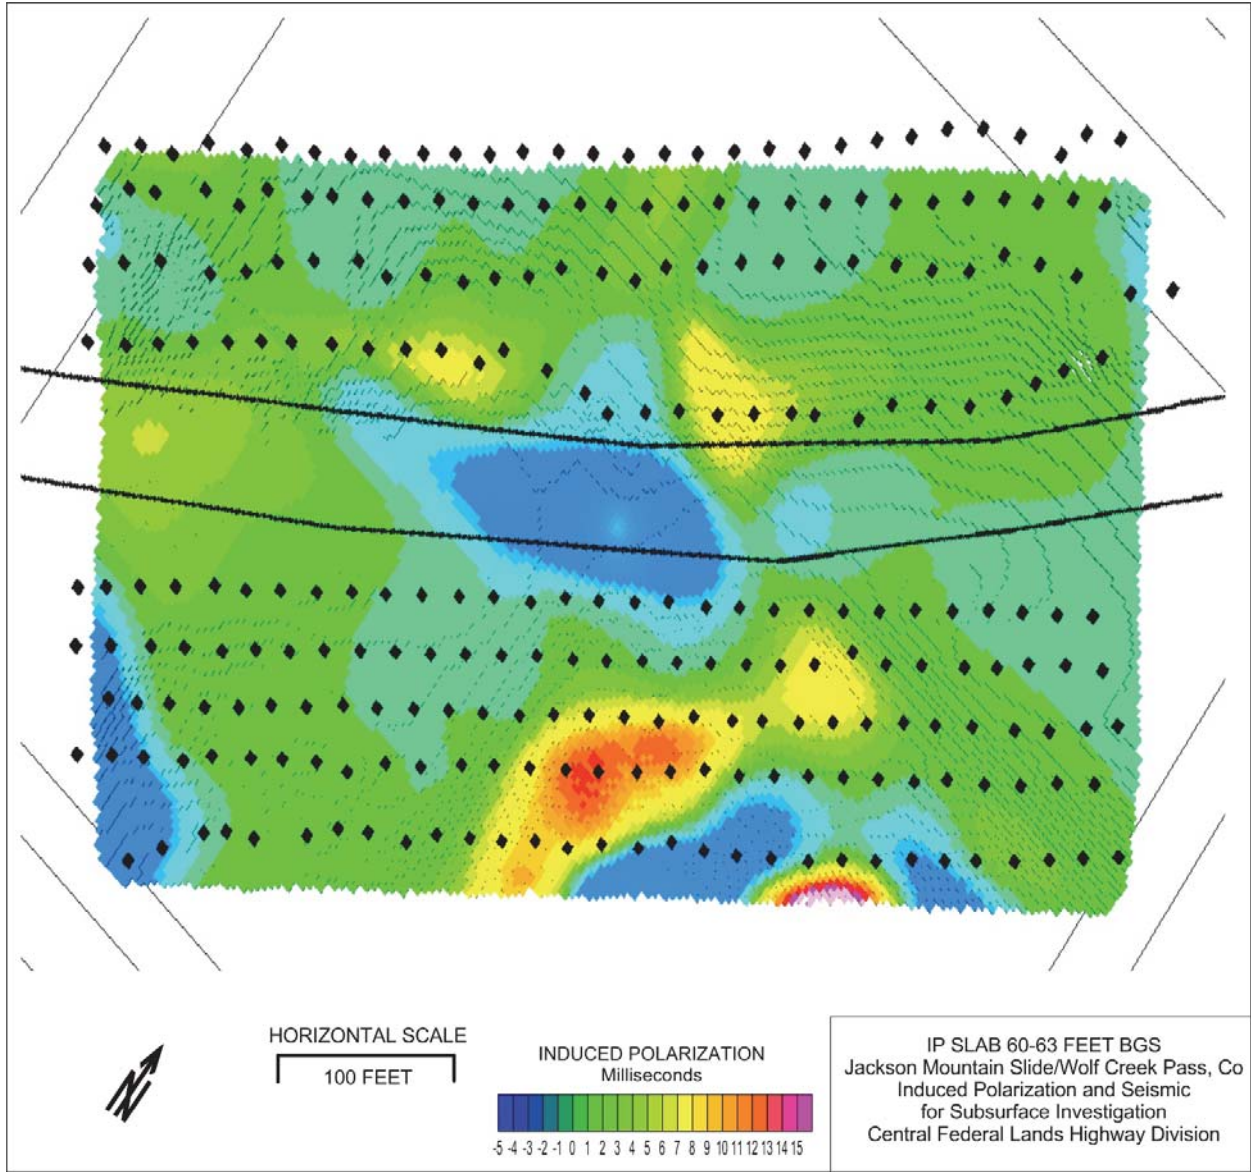 HORIZONTAL SCALE
100 FEET
N
INDUCED POLARIZATION
Milliseconds
-5 -4 -3 -2 -1 0 1 2 3 4 5 6 7 8 9 10 11 12 13 14 15
IP SLAB 60-63 FEET BGS
Jackson Mountain Slide/Wolf Creek Pass, Co
Induced Polarization and Seismic
for Subsurface Investigation
Central Federal Lands Highway Division